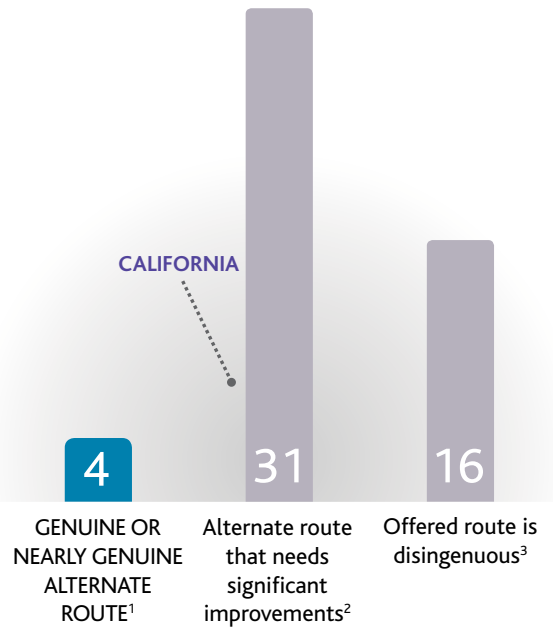 CALIFORNIA
4
31
16
GENUINE OR
NEARLY GENUINE
ALTERNATE
ROUTE¹
Alternate route
that needs
significant
improvements²
Offered route is
disingenuous³